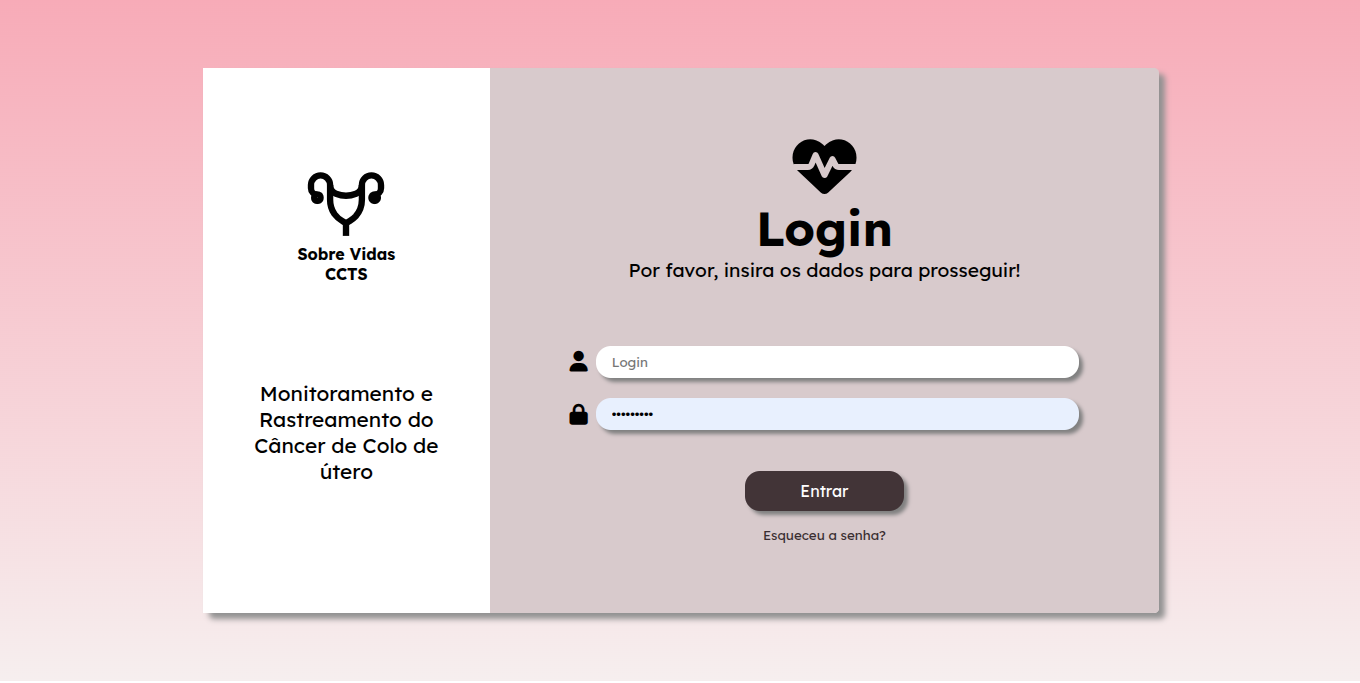 Sobre Vidas
CCTS
Monitoramento e
Rastreamento do
Câncer de Colo de
útero
Login
Por favor, insira os dados para prosseguir!
Login
•••••••••
Entrar
Esqueceu a senha?